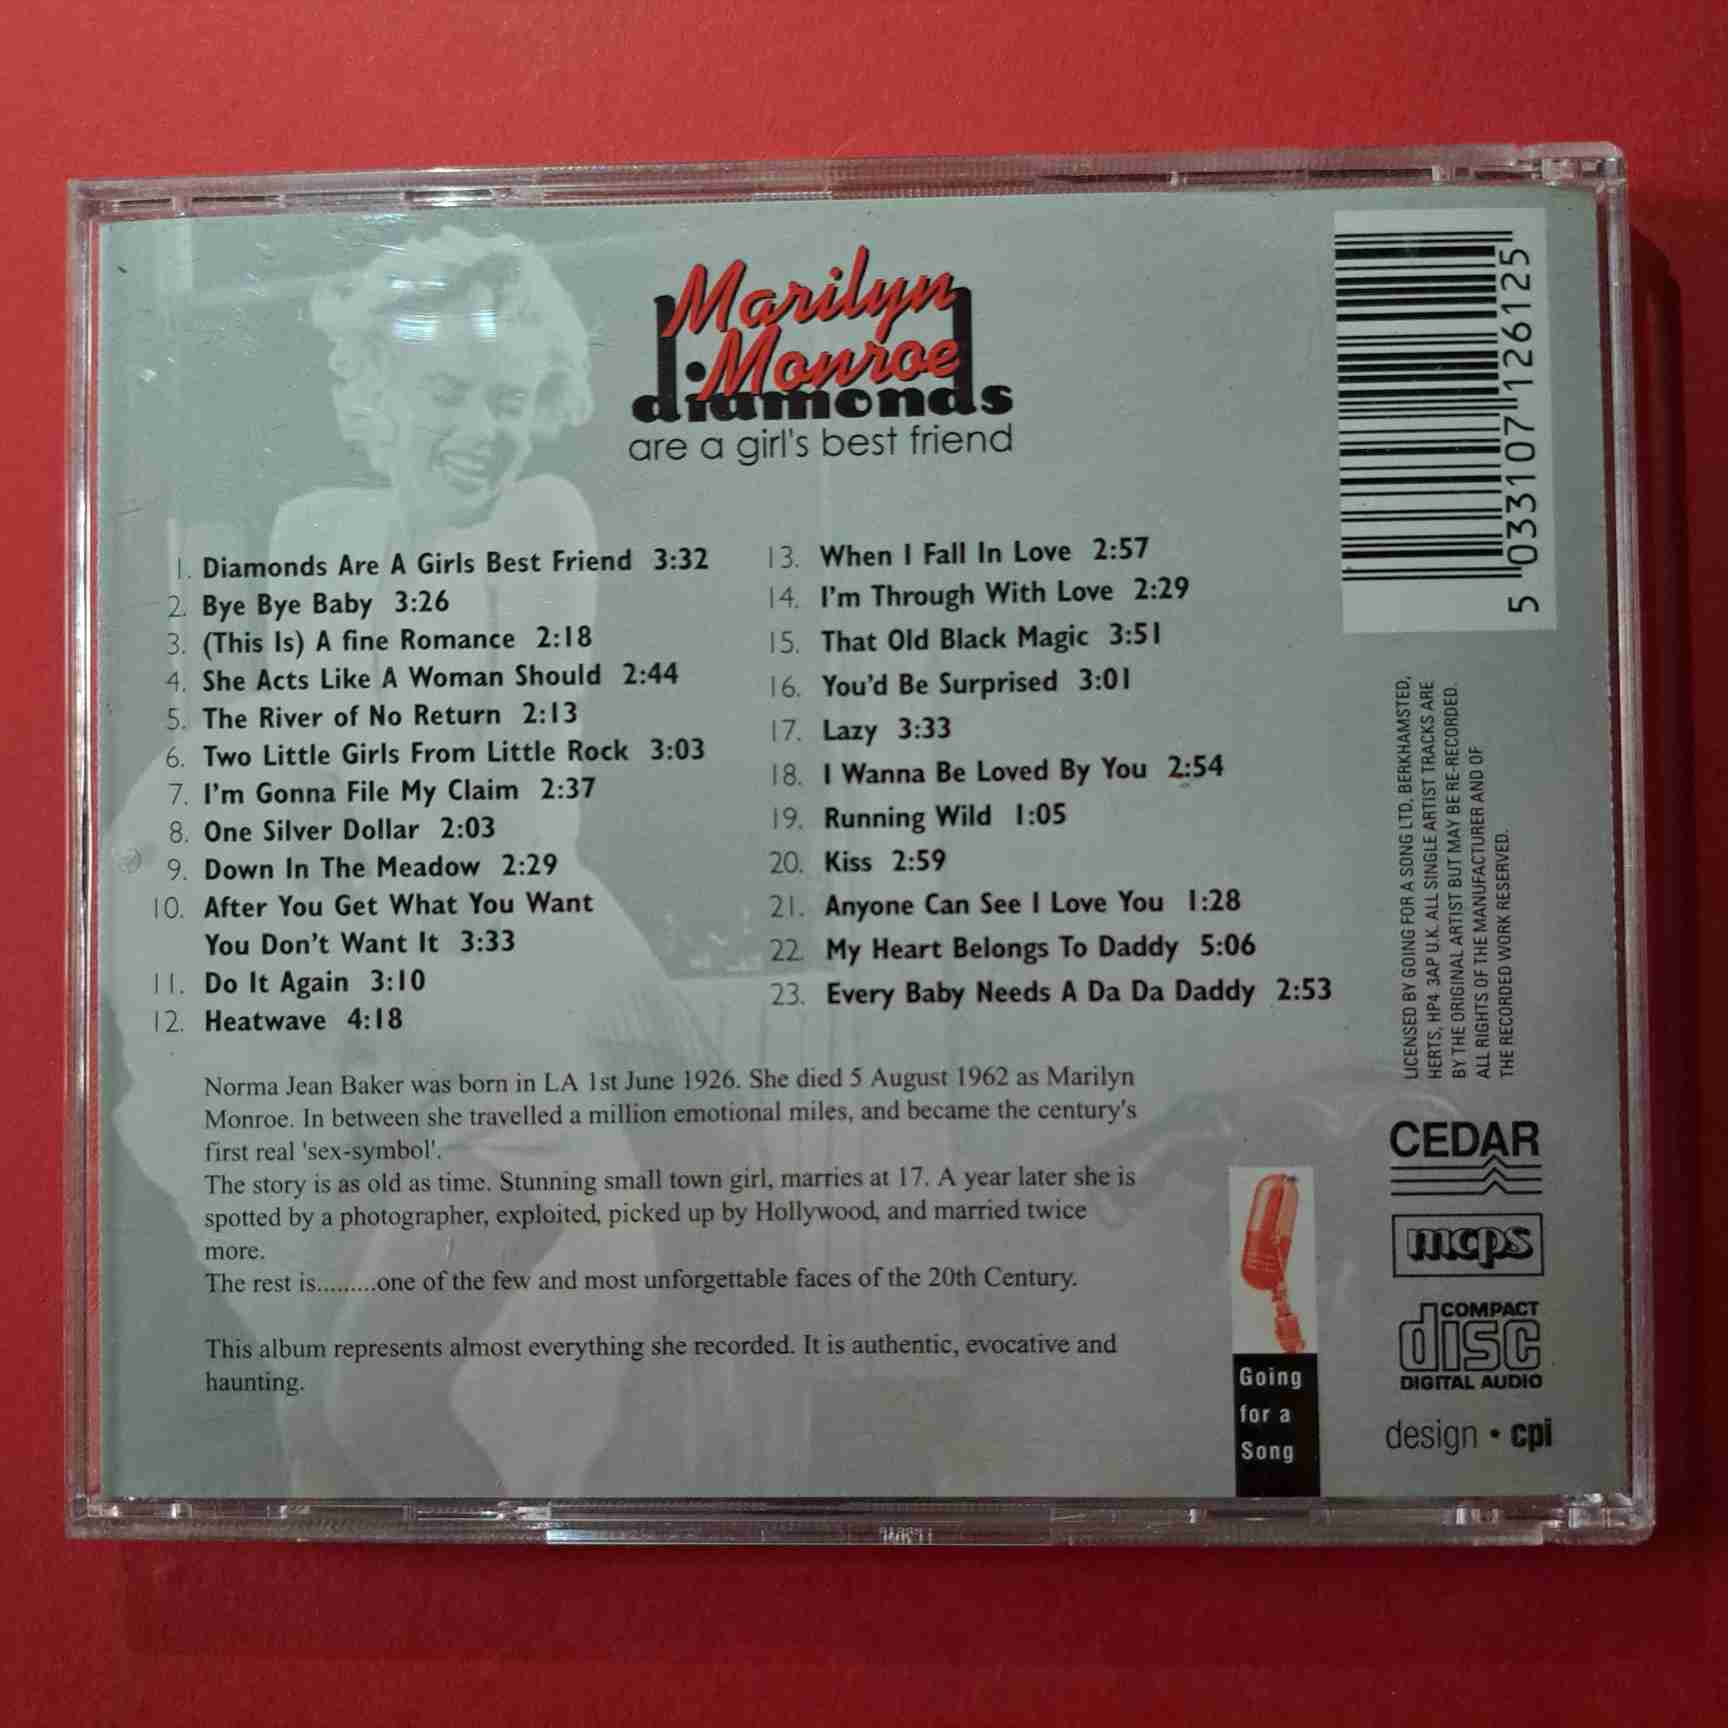 Marilyn
Monroe
diamonds
are a girl's best friend
1. Diamonds Are A Girls Best Friend 3:32
2. Bye Bye Baby 3:26
3. (This Is) A fine Romance 2:18
4. She Acts Like A Woman Should 2:44
5. The River of No Return 2:13
6. Two Little Girls From Little Rock 3:03
7. I'm Gonna File My Claim 2:37
8. One Silver Dollar 2:03
9. Down In The Meadow 2:29
10. After You Get What You Want
You Don't Want It 3:33
11. Do It Again 3:10
12. Heatwave 4:18
13. When I Fall In Love 2:57
14. I'm Through With Love 2:29
15. That Old Black Magic 3:51
16. You'd Be Surprised 3:01
17. Lazy 3:33
18. I Wanna Be Loved By You 2:54
19. Running Wild 1:05
20. Kiss 2:59
21. Anyone Can See I Love You 1:28
22. My Heart Belongs To Daddy 5:06
23. Every Baby Needs A Da Da Daddy 2:53
Norma Jean Baker was born in LA 1st June 1926. She died 5 August 1962 as Marilyn
Monroe. In between she travelled a million emotional miles, and became the century's
first real 'sex-symbol'.
The story is as old as time. Stunning small town girl, marries at 17. A year later she is
spotted by a photographer, exploited, picked up by Hollywood, and married twice
more.
The rest is.........one of the few and most unforgettable faces of the 20th Century.
This album represents almost everything she recorded. It is authentic, evocative and
haunting.
Going
for a
Song
5 033107 126125
LICENSED BY GOING FOR A SONG LTD, BERKHAMSTED,
HERTS, HP4 3AP U.K. ALL SINGLE ARTIST TRACKS ARE
BY THE ORIGINAL ARTIST BUT MAY BE RE-RECORDED.
ALL RIGHTS OF THE MANUFACTURER AND OF
THE RECORDED WORK RESERVED.
CEDAR
mcps
COMPACT
disc
DIGITAL AUDIO
design • cpi